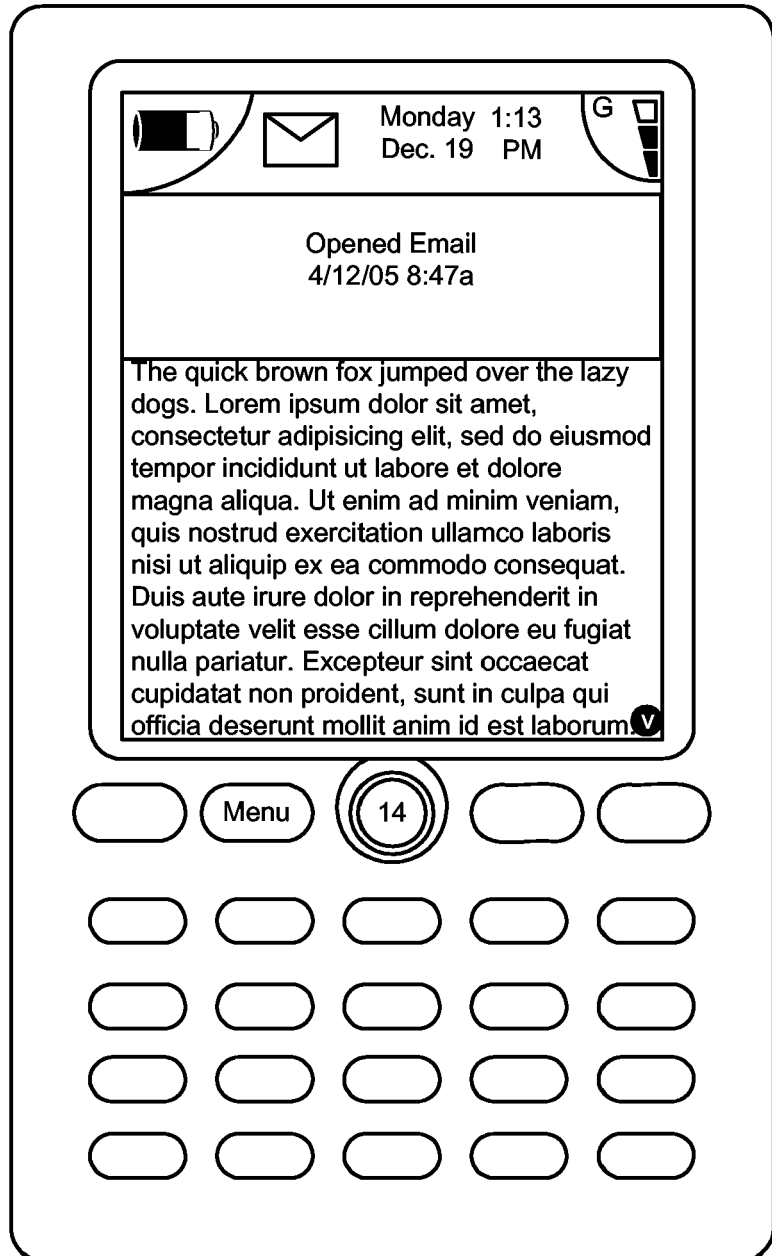 Monday 1:13
Dec. 19 PM
G
Opened Email
4/12/05 8:47a
The quick brown fox jumped over the lazy
dogs. Lorem ipsum dolor sit amet,
consectetur adipisicing elit, sed do eiusmod
tempor incididunt ut labore et dolore
magna aliqua. Ut enim ad minim veniam,
quis nostrud exercitation ullamco laboris
nisi ut aliquip ex ea commodo consequat.
Duis aute irure dolor in reprehenderit in
voluptate velit esse cillum dolore eu fugiat
nulla pariatur. Excepteur sint occaecat
cupidatat non proident, sunt in culpa qui
officia deserunt mollit anim id est laborum.
V
Menu
14